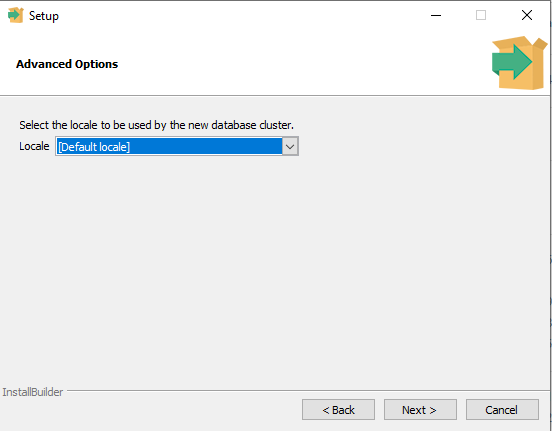 Setup
Advanced Options
Select the locale to be used by the new database cluster.
Locale [Default locale]
InstallBuilder
< Back Next > Cancel